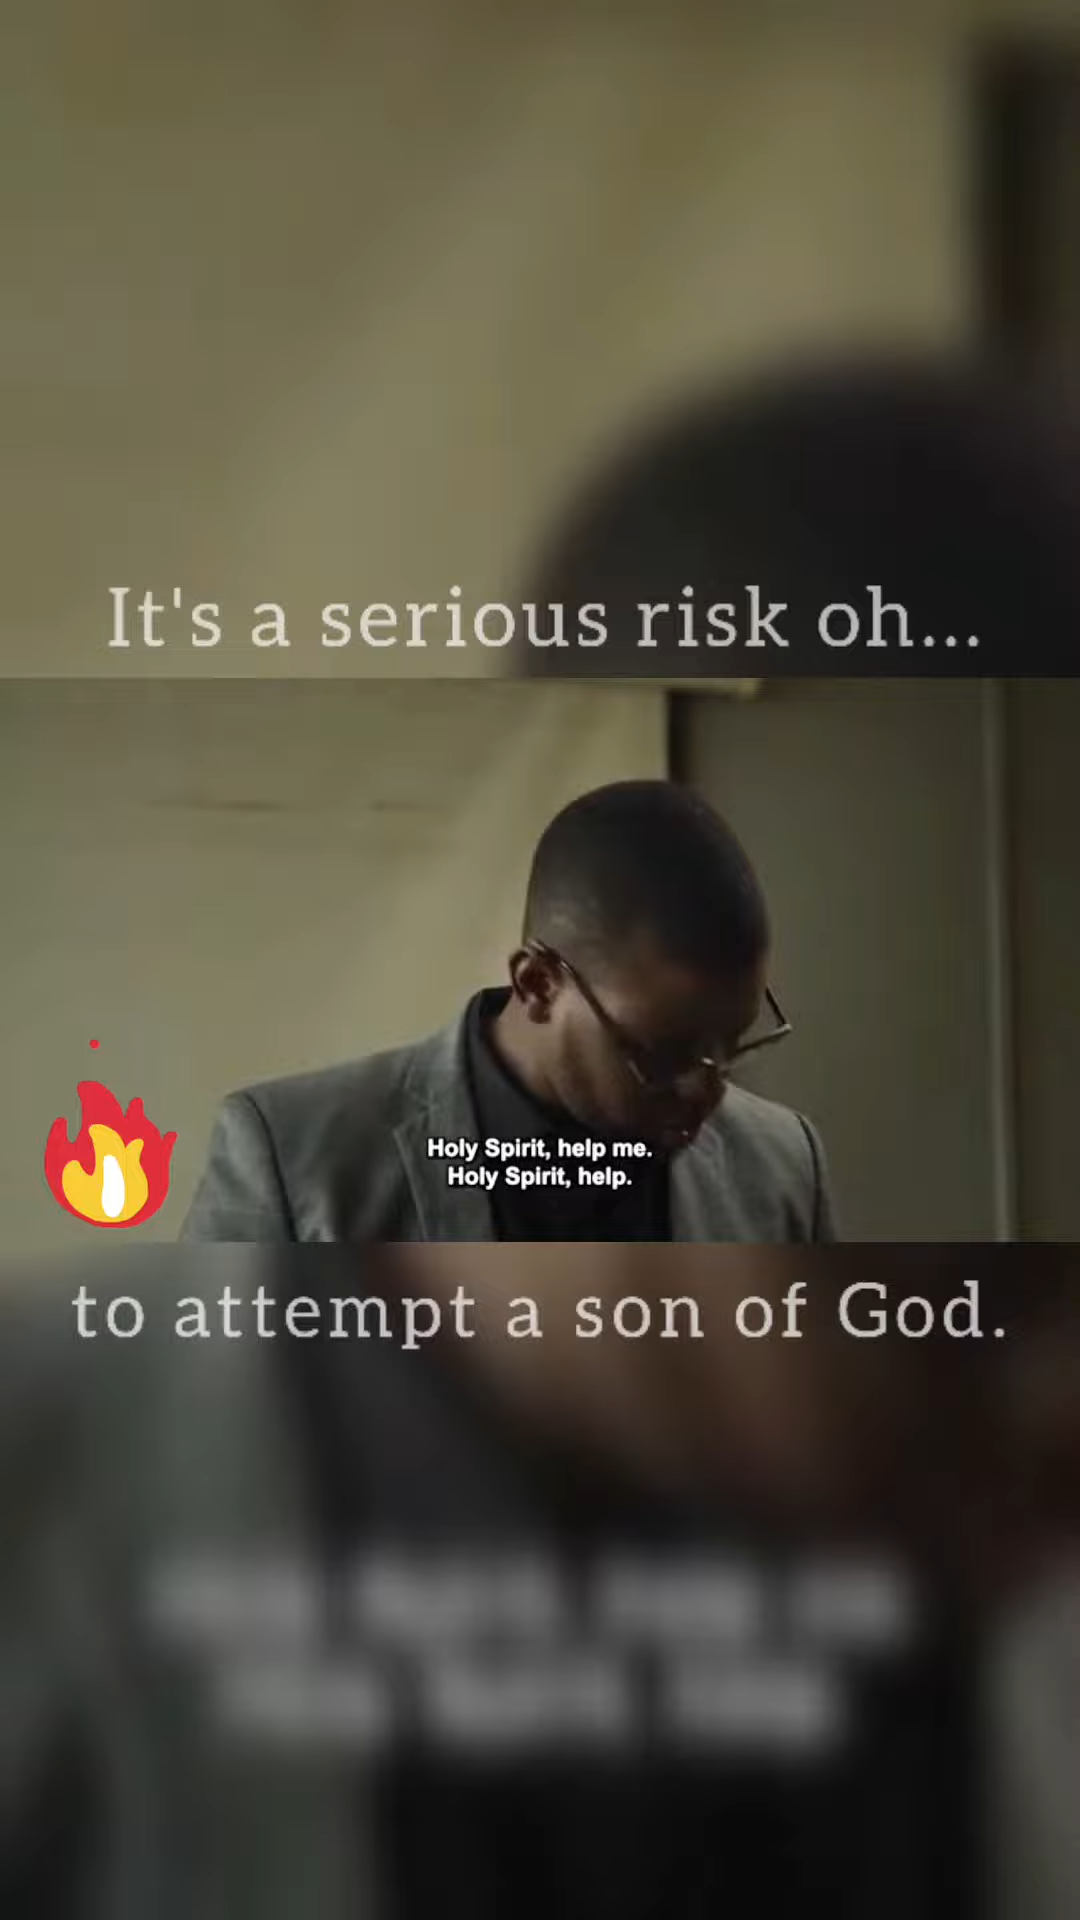 It's a serious risk oh...
Holy Spirit, help me.
Holy Spirit, help.
to attempt a son of God.